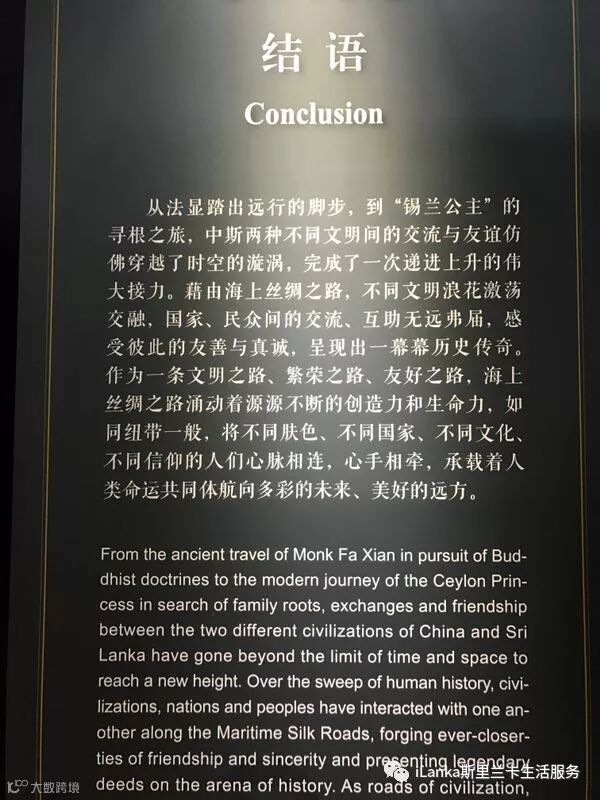 结 语
Conclusion
从法显踏出远行的脚步，到“锡兰公主”的
寻根之旅，中斯两种不同文明间的交流与友谊仿
佛穿越了时空的漩涡，完成了一次递进上升的伟
大接力。藉由海上丝绸之路，不同文明浪花激荡
交融，国家、民众间的交流、互助无远弗届，感
受彼此的友善与真诚，呈现出一幕幕历史传奇。
作为一条文明之路、繁荣之路、友好之路，海上
丝绸之路涌动着源源不断的创造力和生命力，如
同纽带一般，将不同肤色、不同国家、不同文化、
不同信仰的人们心脉相连，心手相牵，承载着人
类命运共同体航向多彩的未来、美好的远方。
From the ancient travel of Monk Fa Xian in pursuit of Bud-
dhist doctrines to the modern journey of the Ceylon Prin-
cess in search of family roots, exchanges and friendship
between the two different civilizations of China and Sri
Lanka have gone beyond the limit of time and space to
reach a new height. Over the sweep of human history, civi-
lizations, nations and peoples have interacted with one an-
other along the Maritime Silk Roads, forging ever-closer-
ties of friendship and sincerity and presenting legendary
deeds on the arena of history. As roads of civilization,
iLanka斯里兰卡生活服务
大数跨境